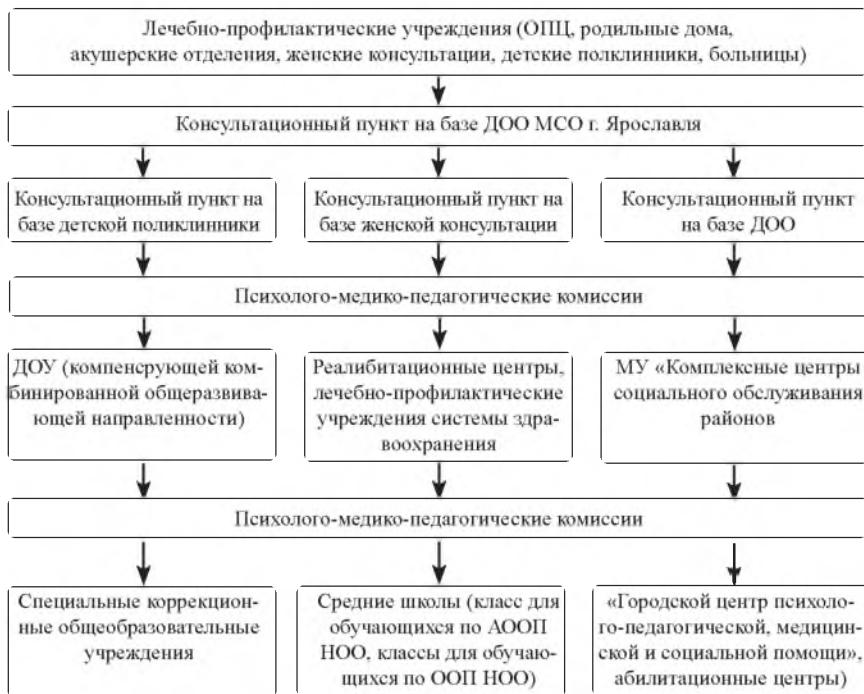 Лечебно-профилактические учреждения (ОПЦ, родильные дома,
акушерские отделения, женские консультации, детские полклинники, больницы)
Консультационный пункт на базе ДОО МСО г. Ярославля
Консультационный пункт на
базе детской поликлинники
Консультационный пункт на
базе женской консультации
Консультационный пункт
на базе ДОО
Психолого-медико-педагогические комиссии
ДОУ (компенсрующей ком-
бинированной общеразвива-
ющей направленности)
Реалибитационные центры,
лечебно-профилактические
учреждения системы здра-
воохранения
МУ «Комплексные центры
социального обслуживания
районов
Психолого-медико-педагогические комиссии
Специальные коррекцион-
ные общеобразовательные
учреждения
Средние школы (класс для
обучающихся по АООП
НОО, классы для обучаю-
щихся по ООП НОО)
«Городской центр психоло-
го-педагогической, медицин-
ской и социальной помощи»,
абилитационные центры)